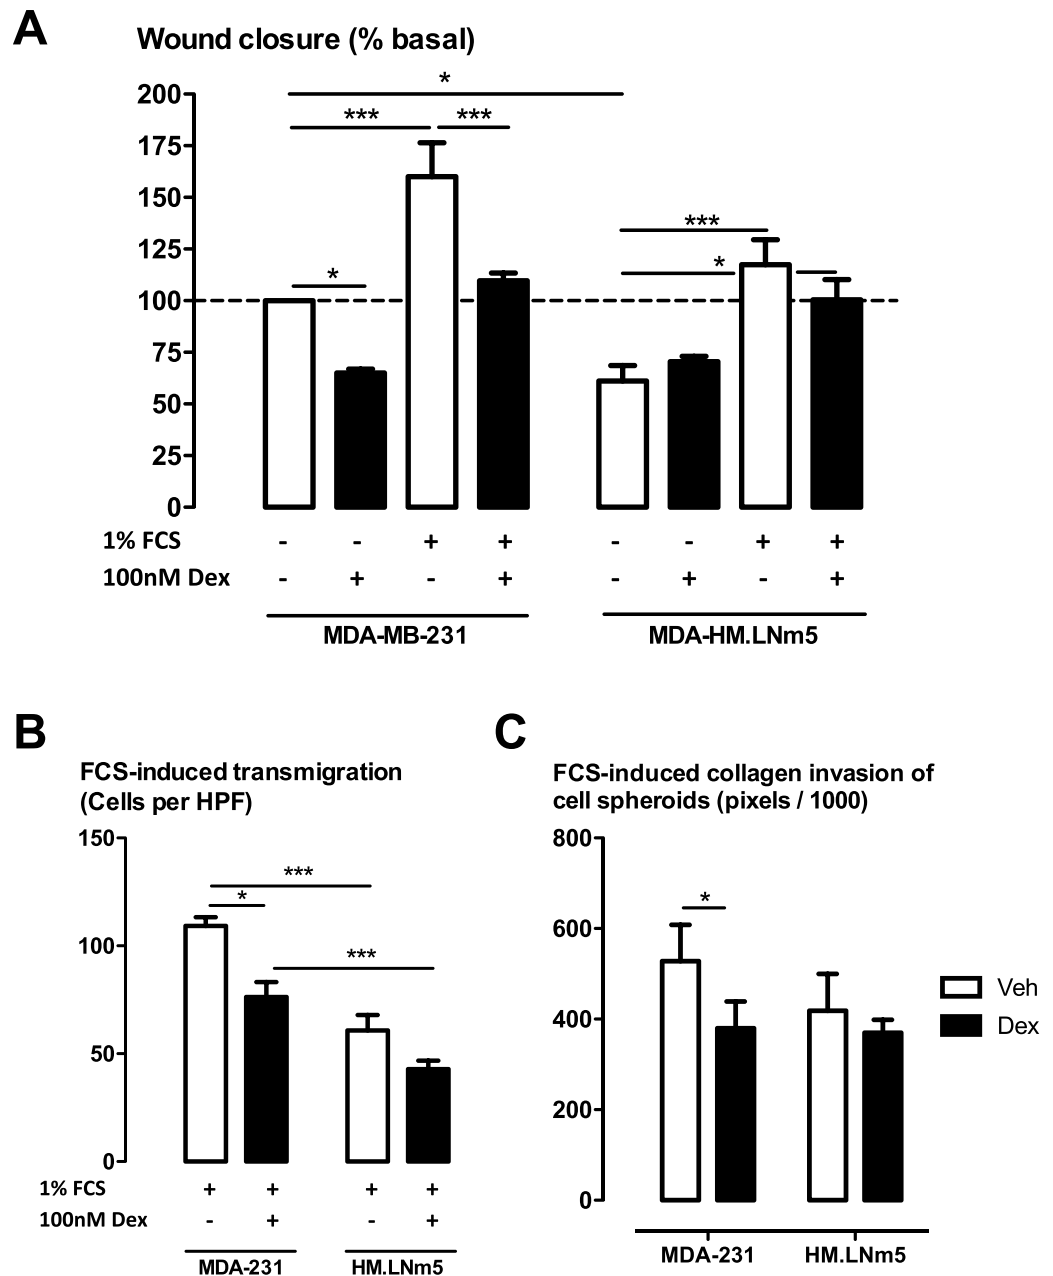 A
Wound closure (% basal)
*
200
*** ***
175
150
***
125
*
*
100
75
50
25
0
1% FCS - - + + - - + +
100nM Dex - + - + - + - +
MDA-MB-231 MDA-HM.LNm5
B
FCS-induced transmigration
(Cells per HPF)
150
***
*
100
***
50
0
1% FCS + + + +
100nM Dex - + - +
MDA-231 HM.LNm5
C
FCS-induced collagen invasion of
cell spheroids (pixels / 1000)
800
*
600
400
200
0
Veh
Dex
MDA-231 HM.LNm5